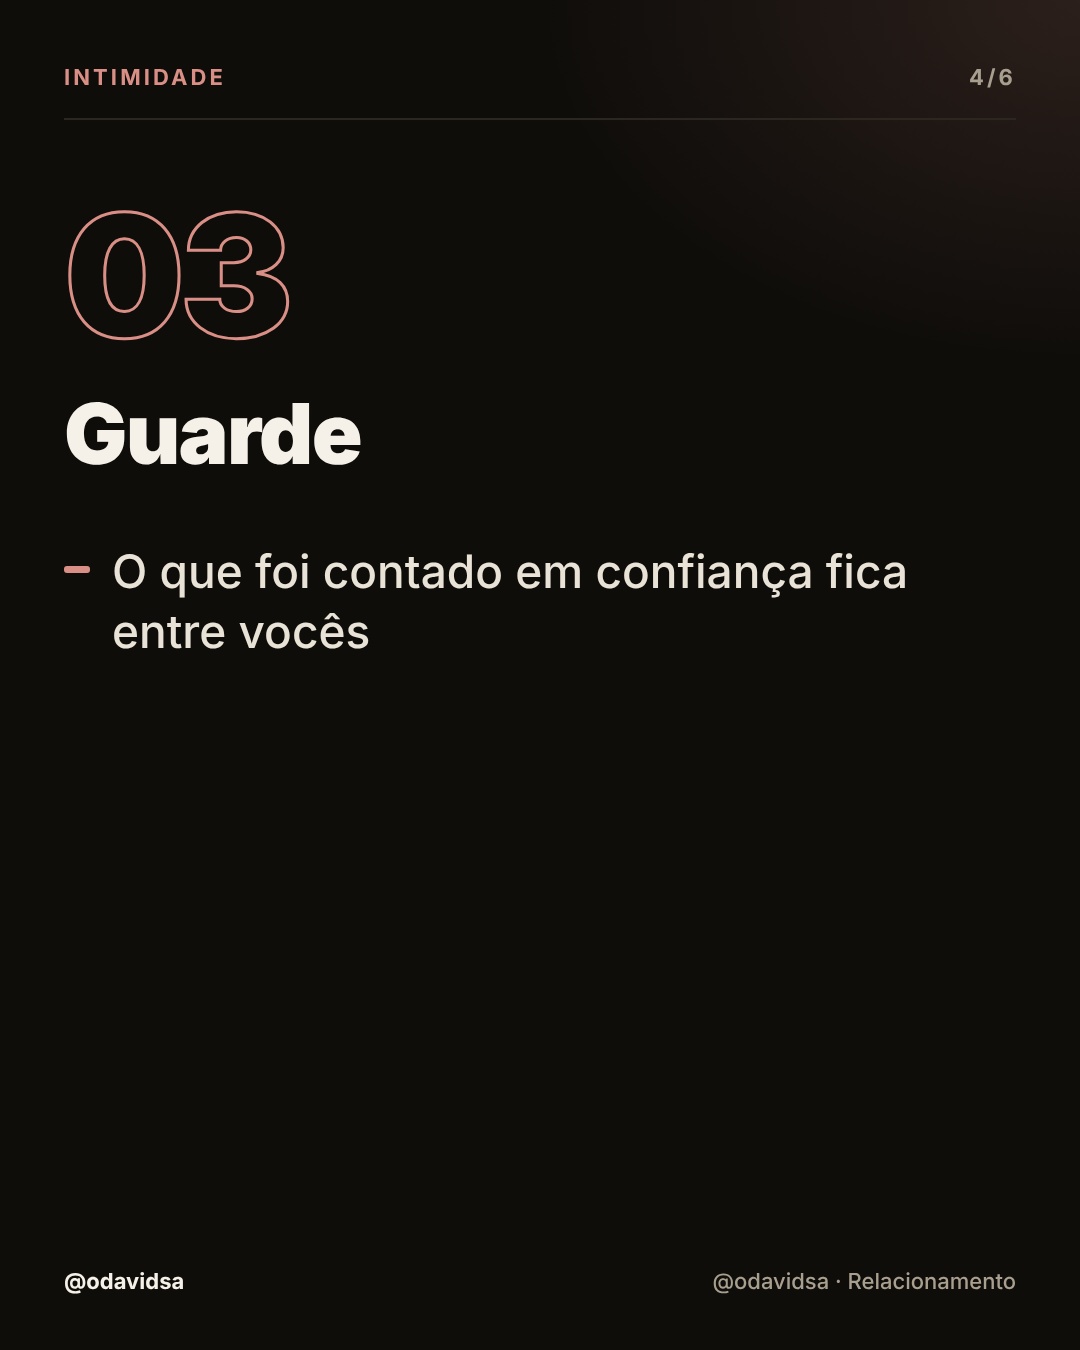 INTIMIDADE
4/6
03
Guarde
O que foi contado em confiança fica
entre vocês
@odavidsa
@odavidsa · Relacionamento